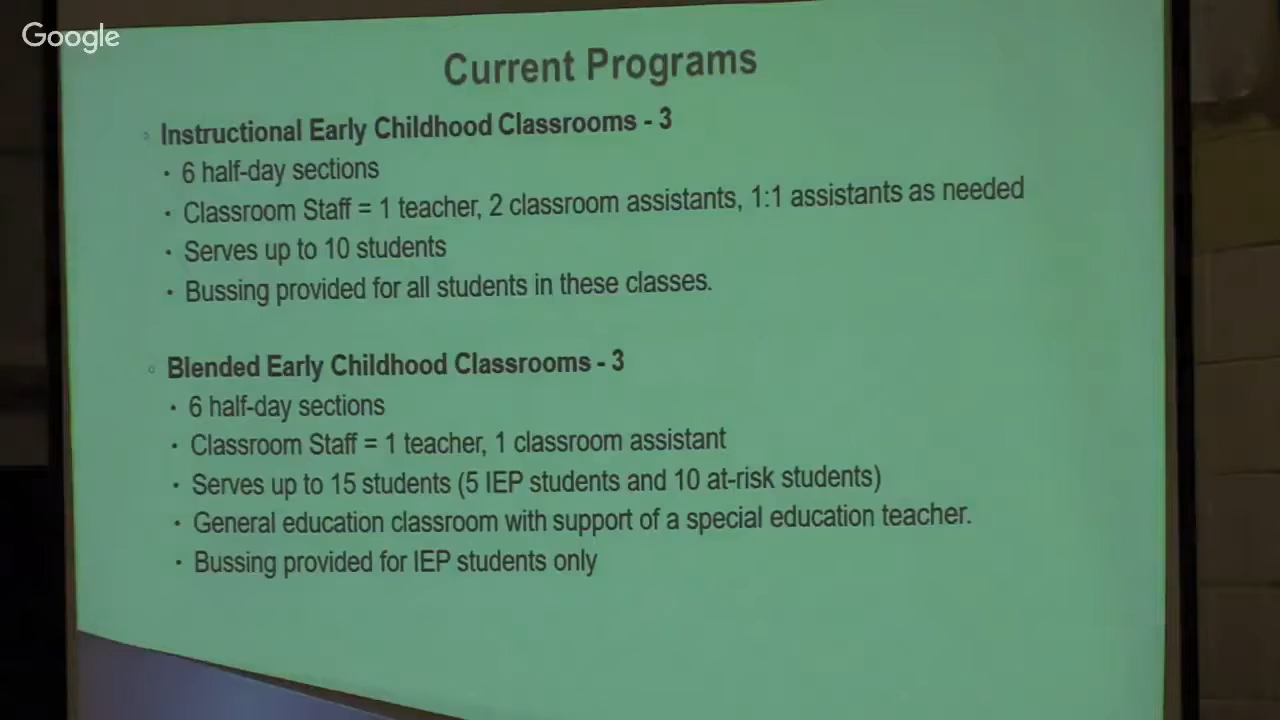 Google
Current Programs
◦ Instructional Early Childhood Classrooms - 3
• 6 half-day sections
• Classroom Staff = 1 teacher, 2 classroom assistants, 1:1 assistants as needed
• Serves up to 10 students
• Bussing provided for all students in these classes.
◦ Blended Early Childhood Classrooms - 3
• 6 half-day sections
• Classroom Staff = 1 teacher, 1 classroom assistant
• Serves up to 15 students (5 IEP students and 10 at-risk students)
• General education classroom with support of a special education teacher.
• Bussing provided for IEP students only